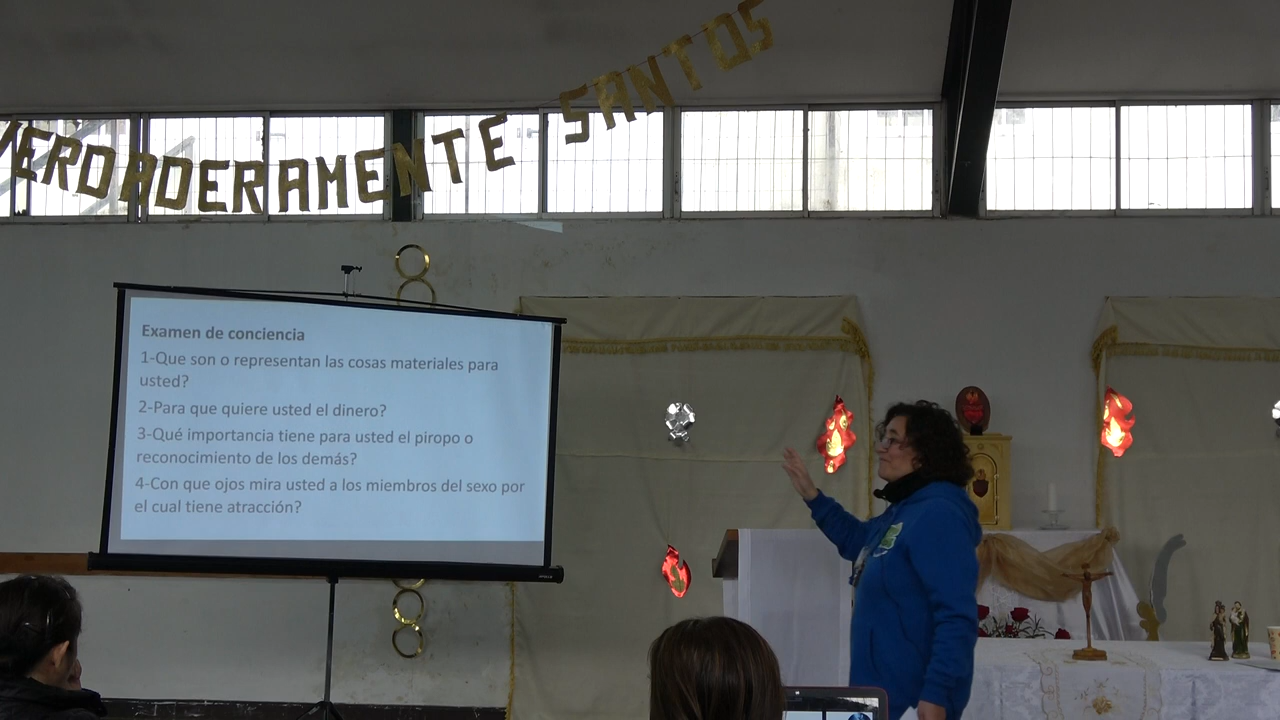 VERDADERAMENTE SANTOS
Examen de conciencia
1-Que son o representan las cosas materiales para
usted?
2-Para que quiere usted el dinero?
3-Qué importancia tiene para usted el piropo o
reconocimiento de los demás?
4-Con que ojos mira usted a los miembros del sexo por
el cual tiene atracción?